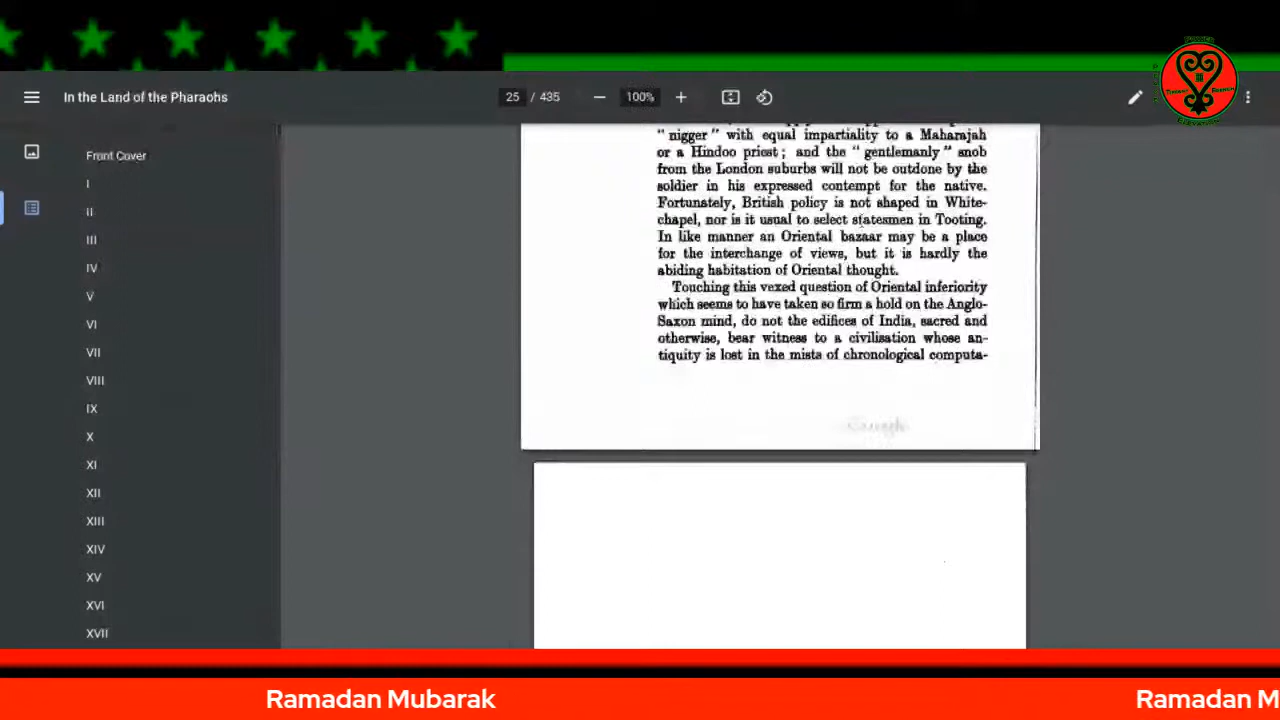 In the Land of the Pharaohs
25 / 435
100%
Front Cover
I
II
III
IV
V
VI
VII
VIII
IX
X
XI
XII
XIII
XIV
XV
XVI
XVII
"nigger" with equal impartiality to a Maharajah
or a Hindoo priest; and the "gentlemanly" snob
from the London suburbs will not be outdone by the
soldier in his expressed contempt for the native.
Fortunately, British policy is not shaped in White-
chapel, nor is it usual to select statesmen in Tooting.
In like manner an Oriental bazaar may be a place
for the interchange of views, but it is hardly the
abiding habitation of Oriental thought.
Touching this vexed question of Oriental inferiority
which seems to have taken so firm a hold on the Anglo-
Saxon mind, do not the edifices of India, sacred and
otherwise, bear witness to a civilisation whose an-
tiquity is lost in the mists of chronological computa-
Google
Ramadan Mubarak
Ramadan M